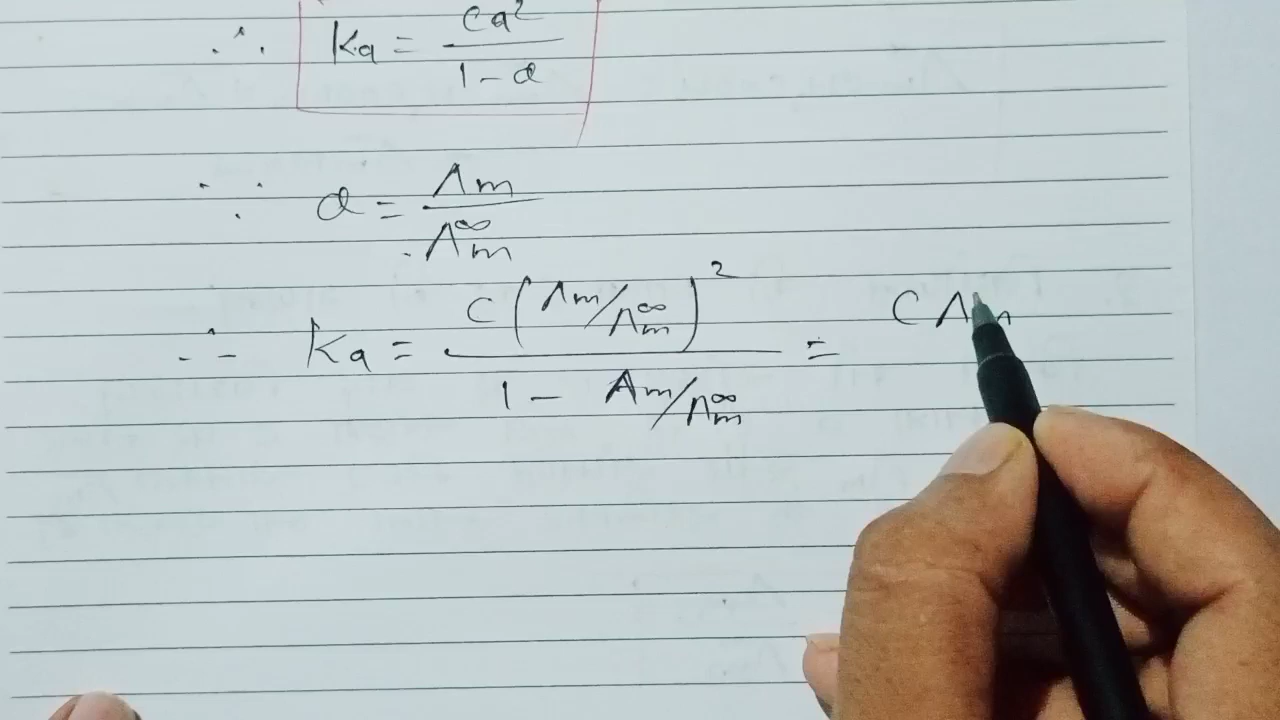 ∴ Ka = Cα² / 1 - α
∵ α = Λm / Λm∞
∴ Ka = C(Λm/Λm∞)² / 1 - Λm/Λm∞ = CΛm